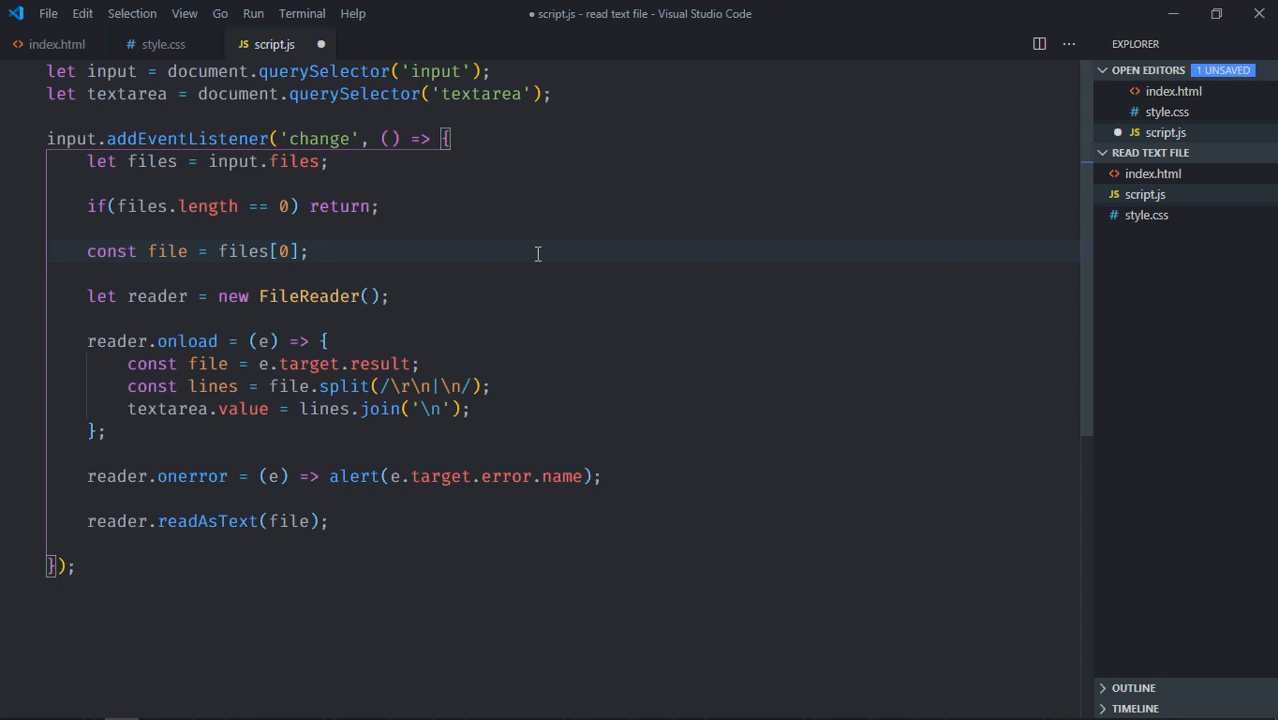 File Edit Selection View Go Run Terminal Help
● script.js - read text file - Visual Studio Code
<> index.html
# style.css
JS script.js ●
let input = document.querySelector('input');
let textarea = document.querySelector('textarea');
input.addEventListener('change', () => {
let files = input.files;
if(files.length == 0) return;
const file = files[0];
let reader = new FileReader();
reader.onload = (e) => {
const file = e.target.result;
const lines = file.split(/\r\n|\n/);
textarea.value = lines.join('\n');
};
reader.onerror = (e) => alert(e.target.error.name);
reader.readAsText(file);
});
EXPLORER
OPEN EDITORS 1 UNSAVED
<> index.html
# style.css
● JS script.js
READ TEXT FILE
<> index.html
JS script.js
# style.css
OUTLINE
TIMELINE